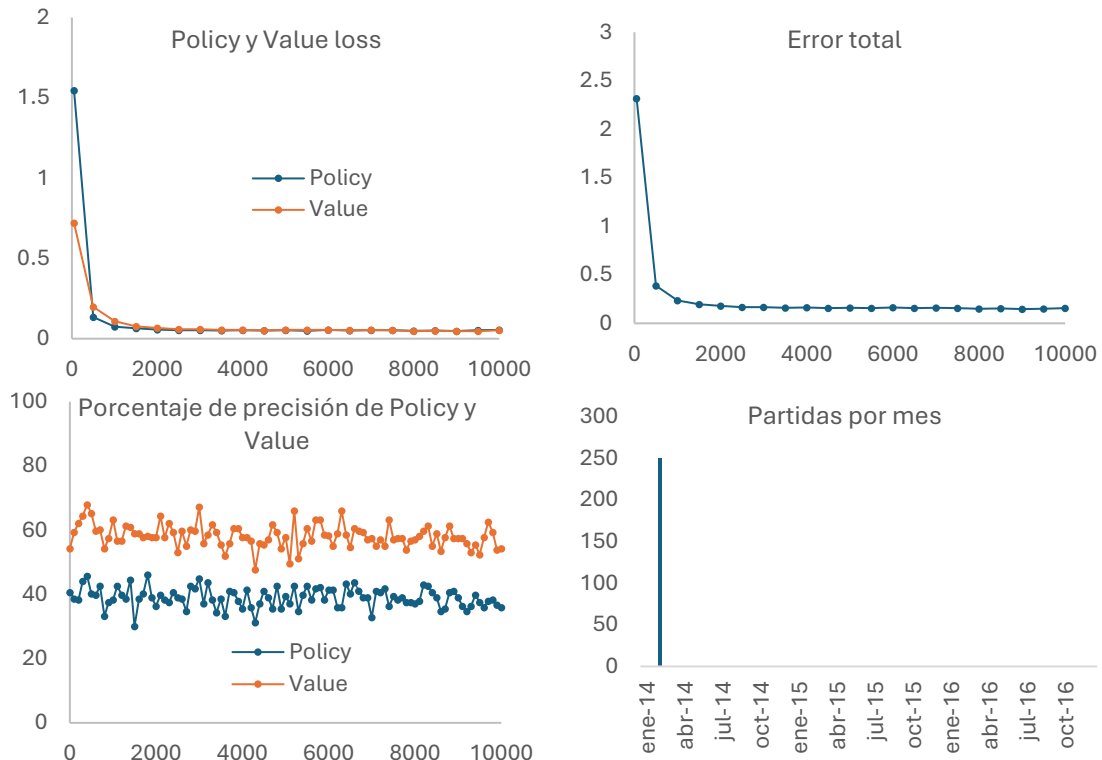 Policy y Value loss
2
1.5
1
0.5
0
Policy
Value
0 2000 4000 6000 8000 10000
Error total
3
2.5
2
1.5
1
0.5
0
0 2000 4000 6000 8000 10000
Porcentaje de precisión de Policy y
Value
100
80
60
40
20
0
Policy
Value
0 2000 4000 6000 8000 10000
Partidas por mes
300
250
200
150
100
50
0
ene-14 abr-14 jul-14 oct-14 ene-15 abr-15 jul-15 oct-15 ene-16 abr-16 jul-16 oct-16